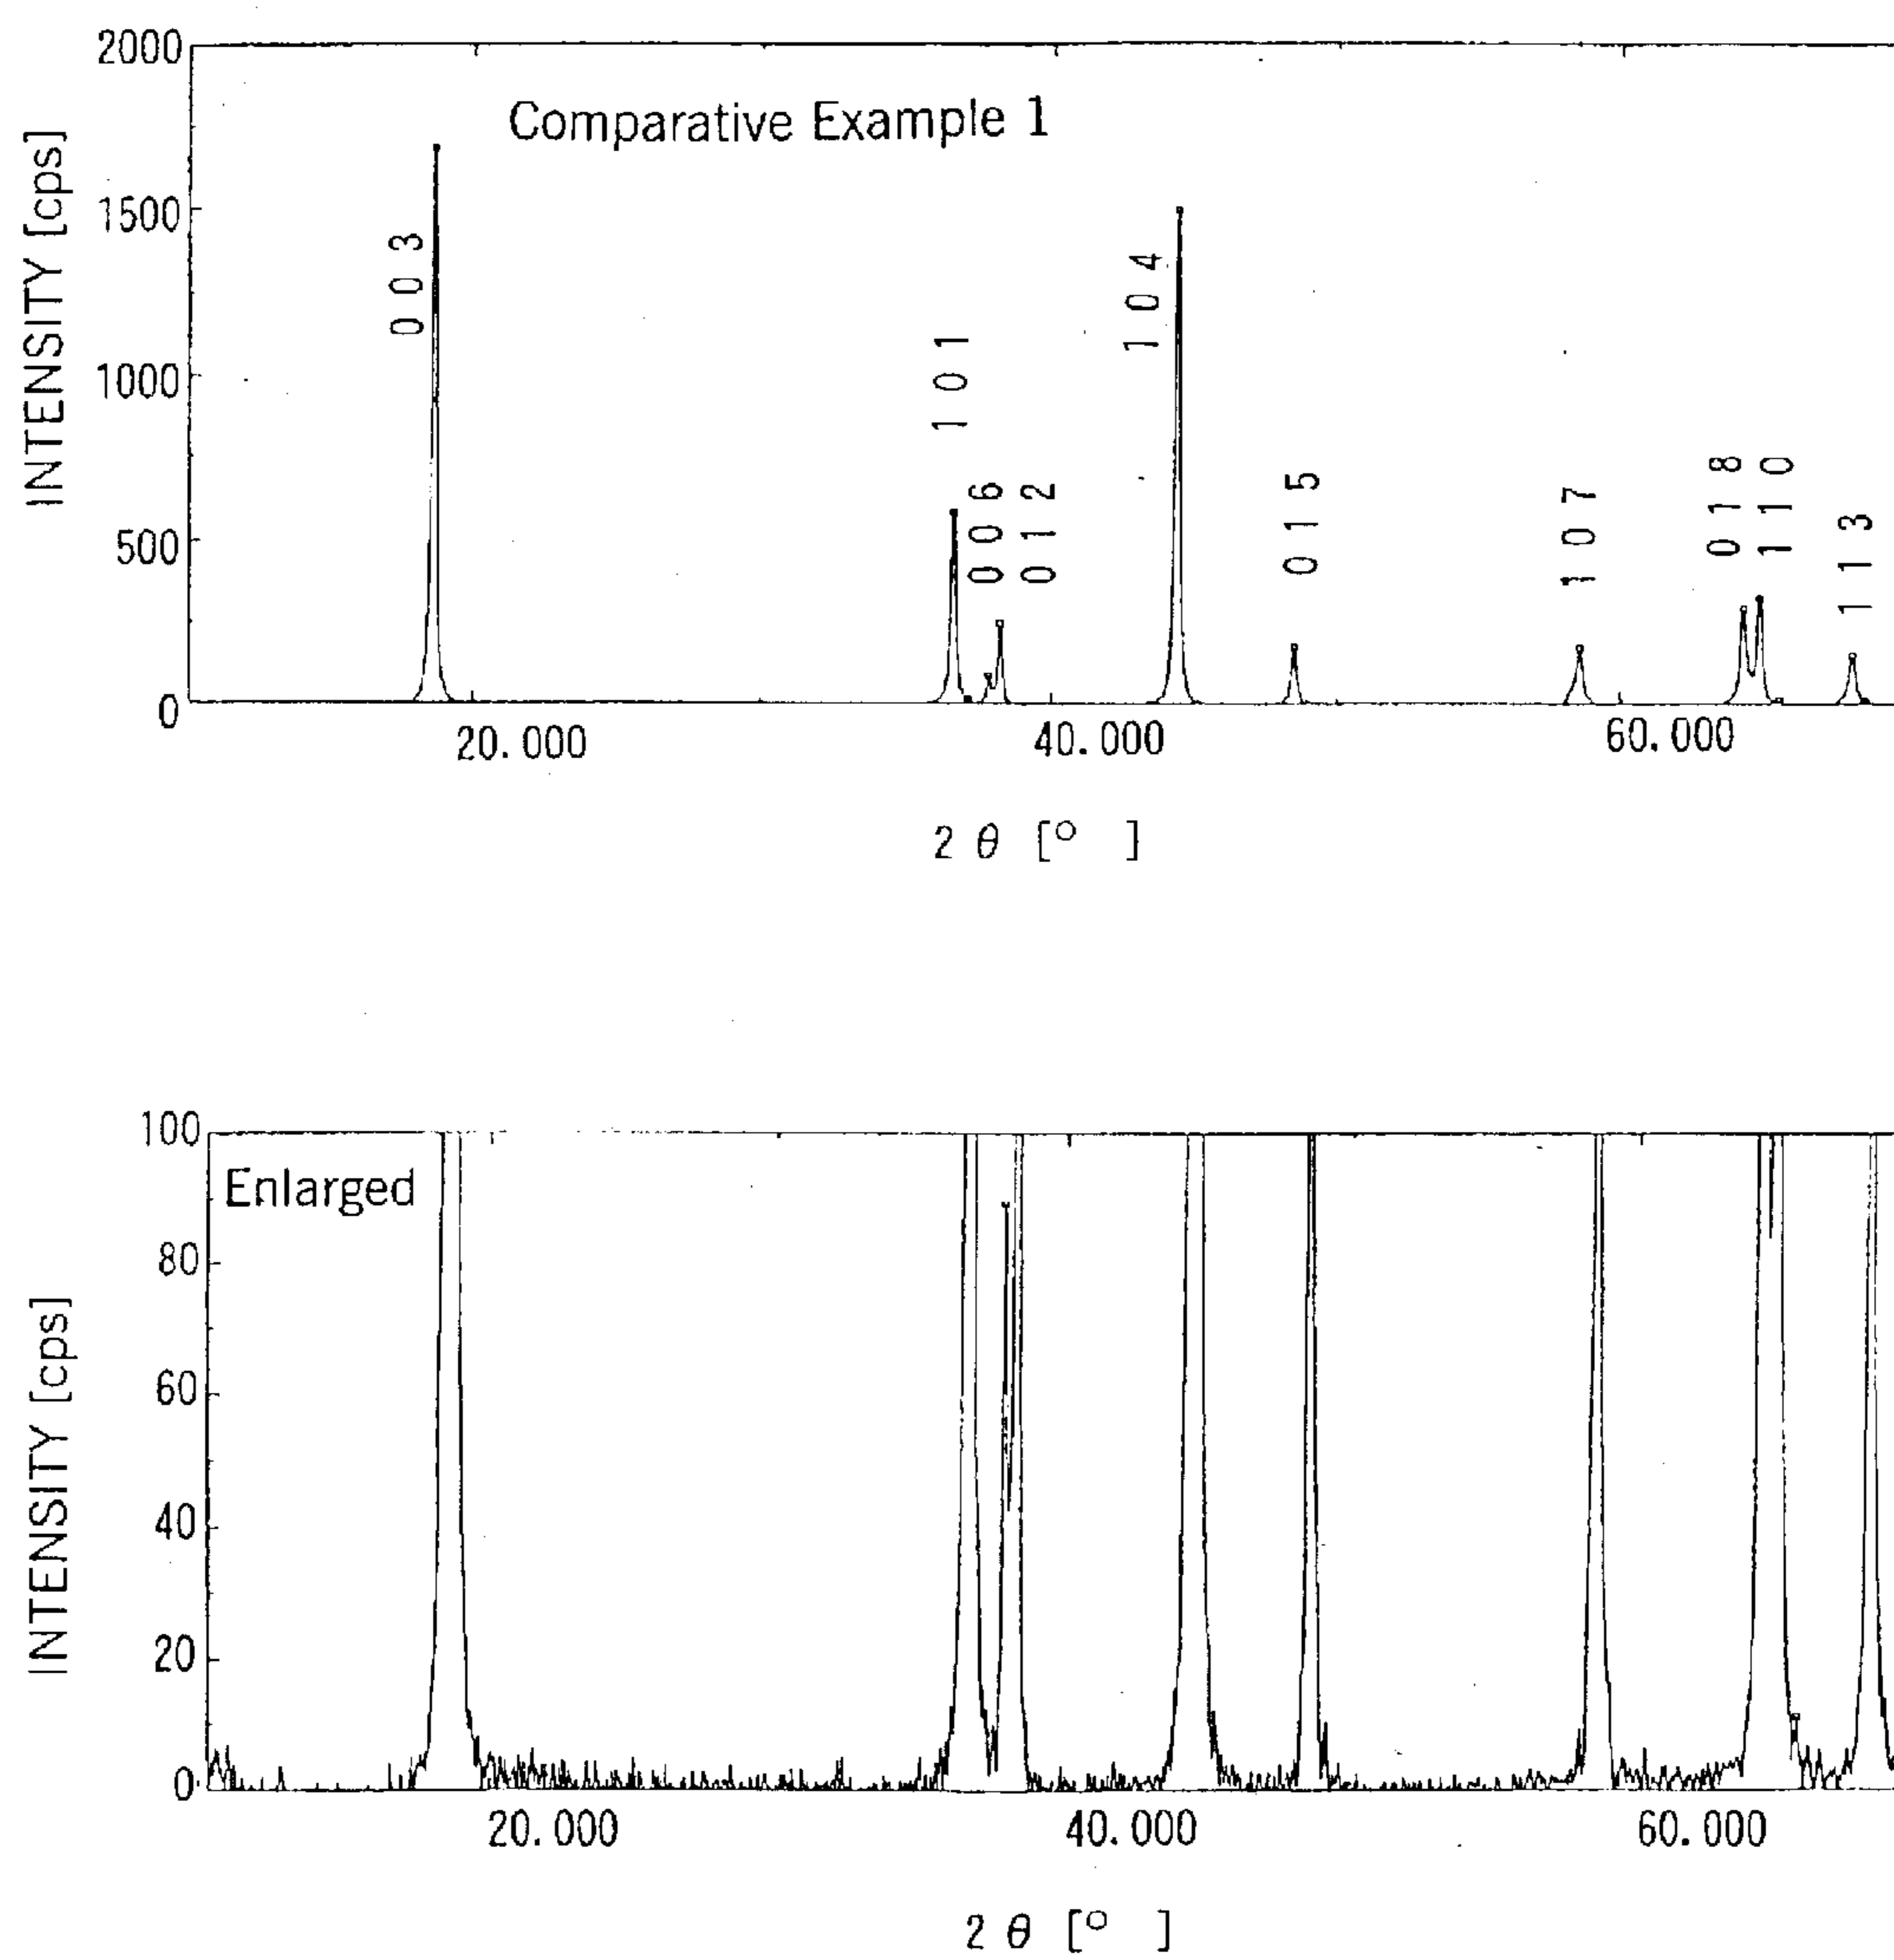 2000
Comparative Example 1
INTENSITY [cps]
1500
1000
500
0
0 0 3
1 0 1
0 0 6
0 1 2
1 0 4
0 1 5
1 0 7
0 1 8
1 1 0
1 1 3
20.000
40.000
60.000
2 θ [° ]
100
Enlarged
80
INTENSITY [cps]
60
40
20
0
20.000
40.000
60.000
2 θ [° ]